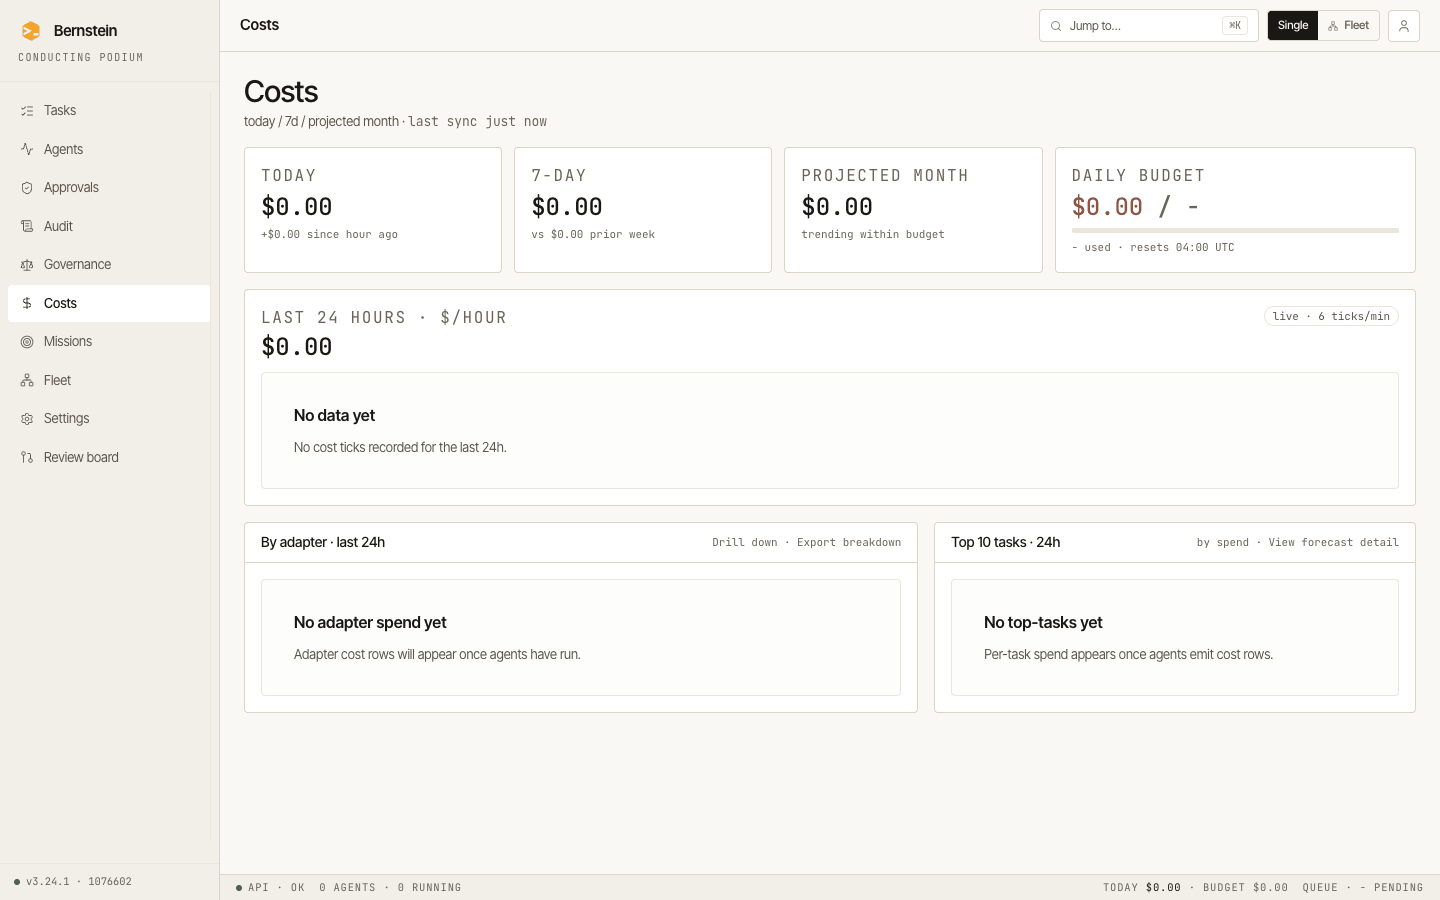 Bernstein
CONDUCTING PODIUM
Tasks
Agents
Approvals
Audit
Governance
Costs
Missions
Fleet
Settings
Review board
v3.24.1 · 1076602
Costs
Jump to...
⌘K
Single
Fleet
Costs
today / 7d / projected month · last sync just now
TODAY
$0.00
+$0.00 since hour ago
7-DAY
$0.00
vs $0.00 prior week
PROJECTED MONTH
$0.00
trending within budget
DAILY BUDGET
$0.00 / -
- used · resets 04:00 UTC
LAST 24 HOURS · $/HOUR
live · 6 ticks/min
$0.00
No data yet
No cost ticks recorded for the last 24h.
By adapter · last 24h
Drill down · Export breakdown
No adapter spend yet
Adapter cost rows will appear once agents have run.
Top 10 tasks · 24h
by spend · View forecast detail
No top-tasks yet
Per-task spend appears once agents emit cost rows.
API · OK 0 AGENTS · 0 RUNNING
TODAY $0.00 · BUDGET $0.00 QUEUE · - PENDING